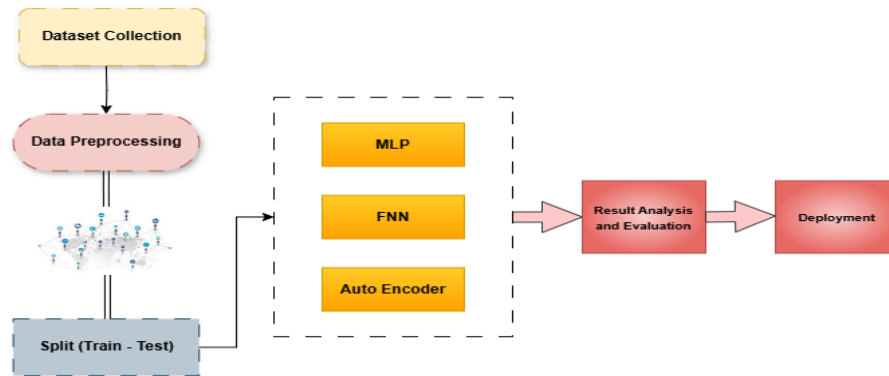 Dataset Collection
Data Preprocessing
Split (Train - Test)
MLP
FNN
Auto Encoder
Result Analysis
and Evaluation
Deployment